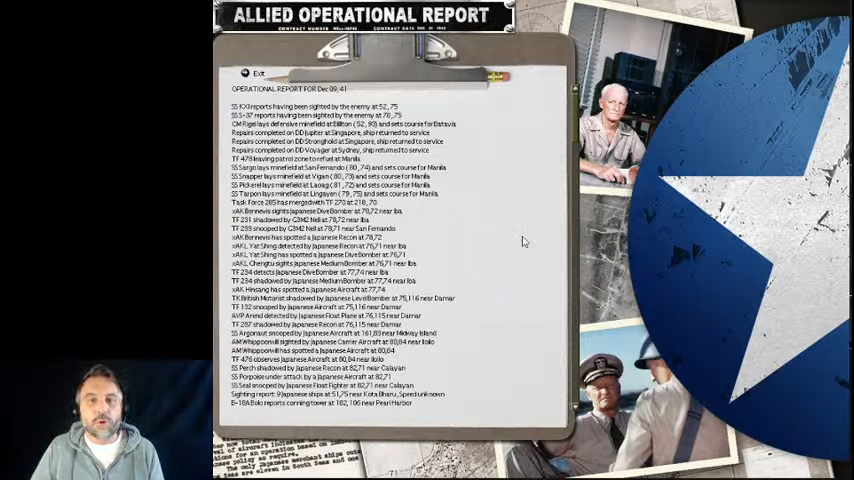 ALLIED OPERATIONAL REPORT
Exit
OPERATIONAL REPORT FOR Dec 09, 41
SS KXI reports having been sighted by the enemy at 52 , 75
SS S-37 reports having been sighted by the enemy at 78 , 75
CM Rigel lays defensive minefield at Billiton ( 52 , 93) and sets course for Batavia
Repairs completed on DD Jupiter at Singapore, ship returned to service
Repairs completed on DD Stronghold at Singapore, ship returned to service
Repairs completed on DD Voyager at Sydney, ship returned to service
TF 478 leaving patrol zone to refuel at Manila
SS Sargo lays minefield at San Fernando ( 80 , 74) and sets course for Manila
SS Snapper lays minefield at Vigan ( 80 , 73) and sets course for Manila
SS Pickerel lays minefield at Laoag ( 81 , 72) and sets course for Manila
SS Tarpon lays minefield at Lingayen ( 79 , 75) and sets course for Manila
Task Force 285 has merged with TF 270 at 218 , 70
xAK Bennevis sights Japanese Dive Bomber at 78,72 near Iba
TF 231 shadowed by G3M2 Nell at 78,72 near Iba
TF 233 snooped by G3M2 Nell at 78,71 near San Fernando
xAK Bennevis has spotted a Japanese Recon at 78,72
xAKL Yat Shing detected by Japanese Recon at 76,71 near Iba
xAKL Yat Shing has spotted a Japanese Dive Bomber at 76,71
xAKL Chengtu sights Japanese Medium Bomber at 76,71 near Iba
TF 234 detects Japanese Dive Bomber at 77,74 near Iba
TF 234 shadowed by Japanese Medium Bomber at 77,74 near Iba
xAK Hinsang has spotted a Japanese Aircraft at 77,74
TK British Motorist shadowed by Japanese Level Bomber at 75,116 near Damar
TF 132 snooped by Japanese Aircraft at 75,116 near Damar
AVP Arend detected by Japanese Float Plane at 76,115 near Damar
TF 287 shadowed by Japanese Recon at 76,115 near Damar
SS Argonaut snooped by Japanese Aircraft at 161,83 near Midway Island
AM Whippoorwill sighted by Japanese Carrier Aircraft at 80,84 near Iloilo
AM Whippoorwill has spotted a Japanese Aircraft at 80,84
TF 476 observes Japanese Aircraft at 80,84 near Iloilo
SS Perch shadowed by Japanese Recon at 82,71 near Calayan
SS Porpoise under attack by a Japanese Aircraft at 82,71
SS Seal snooped by Japanese Float Fighter at 82,71 near Calayan
Sighting report: 9 Japanese ships at 51,75 near Kota Bharu , Speed unknown
B-18A Bolo reports conning tower at 182, 106 near Pearl Harbor